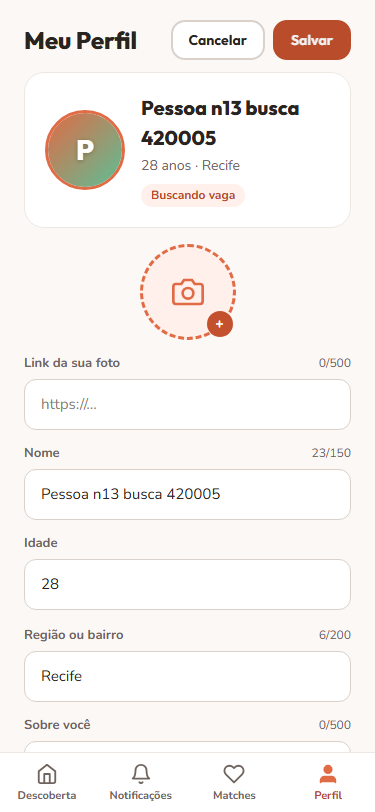 Meu Perfil
Cancelar
Salvar
P
Pessoa n13 busca
420005
28 anos · Recife
Buscando vaga
+
Link da sua foto
0/500
https://...
Nome
23/150
Pessoa n13 busca 420005
Idade
28
Região ou bairro
6/200
Recife
Sobre você
0/500
Descoberta
Notificações
Matches
Perfil